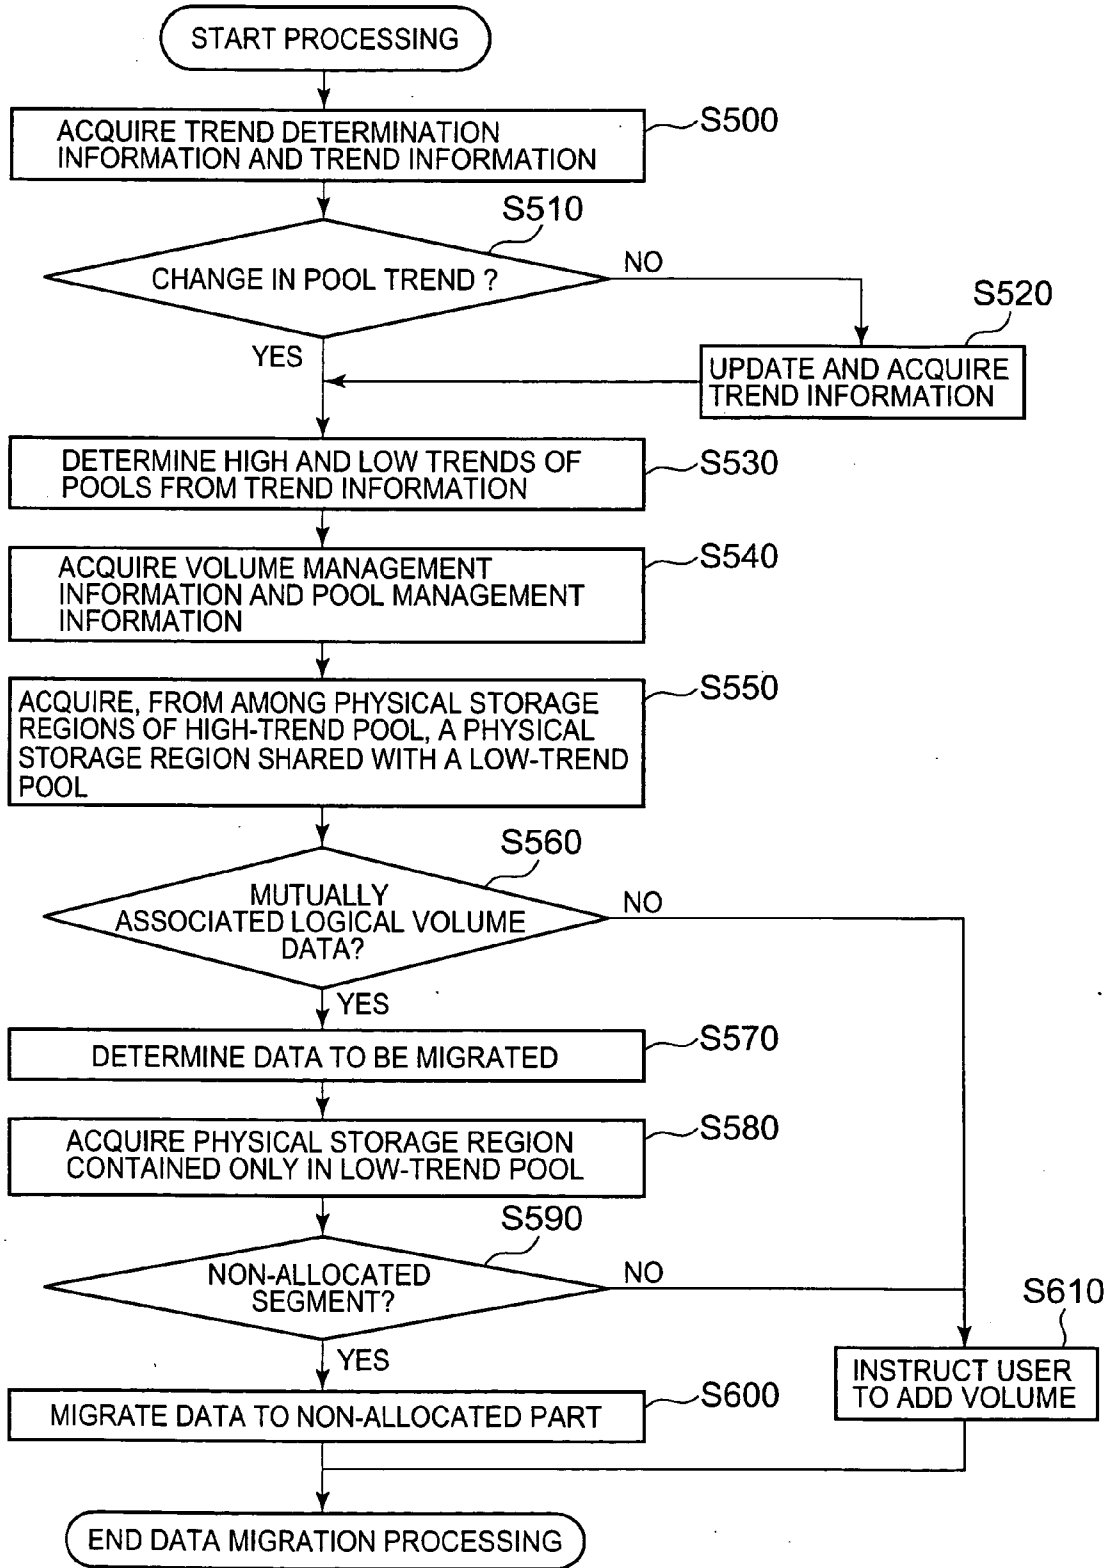 START PROCESSING
ACQUIRE TREND DETERMINATION
INFORMATION AND TREND INFORMATION
S500
S510
CHANGE IN POOL TREND ?
NO
YES
S520
UPDATE AND ACQUIRE
TREND INFORMATION
DETERMINE HIGH AND LOW TRENDS OF
POOLS FROM TREND INFORMATION
S530
ACQUIRE VOLUME MANAGEMENT
INFORMATION AND POOL MANAGEMENT
INFORMATION
S540
ACQUIRE, FROM AMONG PHYSICAL STORAGE
REGIONS OF HIGH-TREND POOL, A PHYSICAL
STORAGE REGION SHARED WITH A LOW-TREND
POOL
S550
S560
MUTUALLY
ASSOCIATED LOGICAL VOLUME
DATA?
NO
YES
DETERMINE DATA TO BE MIGRATED
S570
ACQUIRE PHYSICAL STORAGE REGION
CONTAINED ONLY IN LOW-TREND POOL
S580
S590
NON-ALLOCATED
SEGMENT?
NO
YES
S610
INSTRUCT USER
TO ADD VOLUME
MIGRATE DATA TO NON-ALLOCATED PART
S600
END DATA MIGRATION PROCESSING